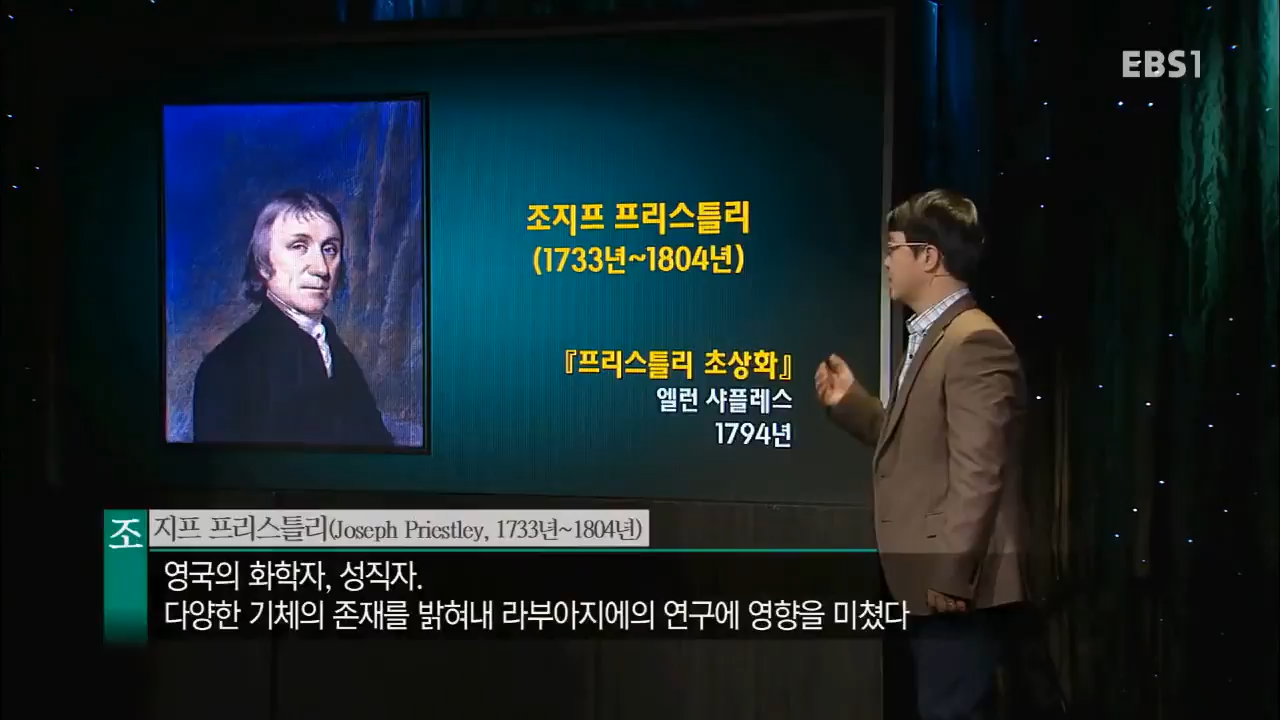 EBS1
조지프 프리스틀리
(1733년~1804년)
『프리스틀리 초상화』
엘런 샤플레스
1794년
조지프 프리스틀리(Joseph Priestley, 1733년~1804년)
영국의 화학자, 성직자.
다양한 기체의 존재를 밝혀내 라부아지에의 연구에 영향을 미쳤다